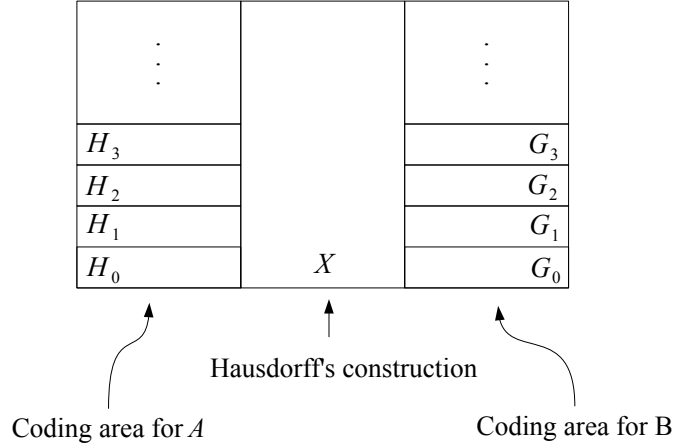 ⋮ ⋮
H₃ G₃
H₂ G₂
H₁ G₁
H₀ X G₀
Hausdorff's construction
Coding area for A Coding area for B